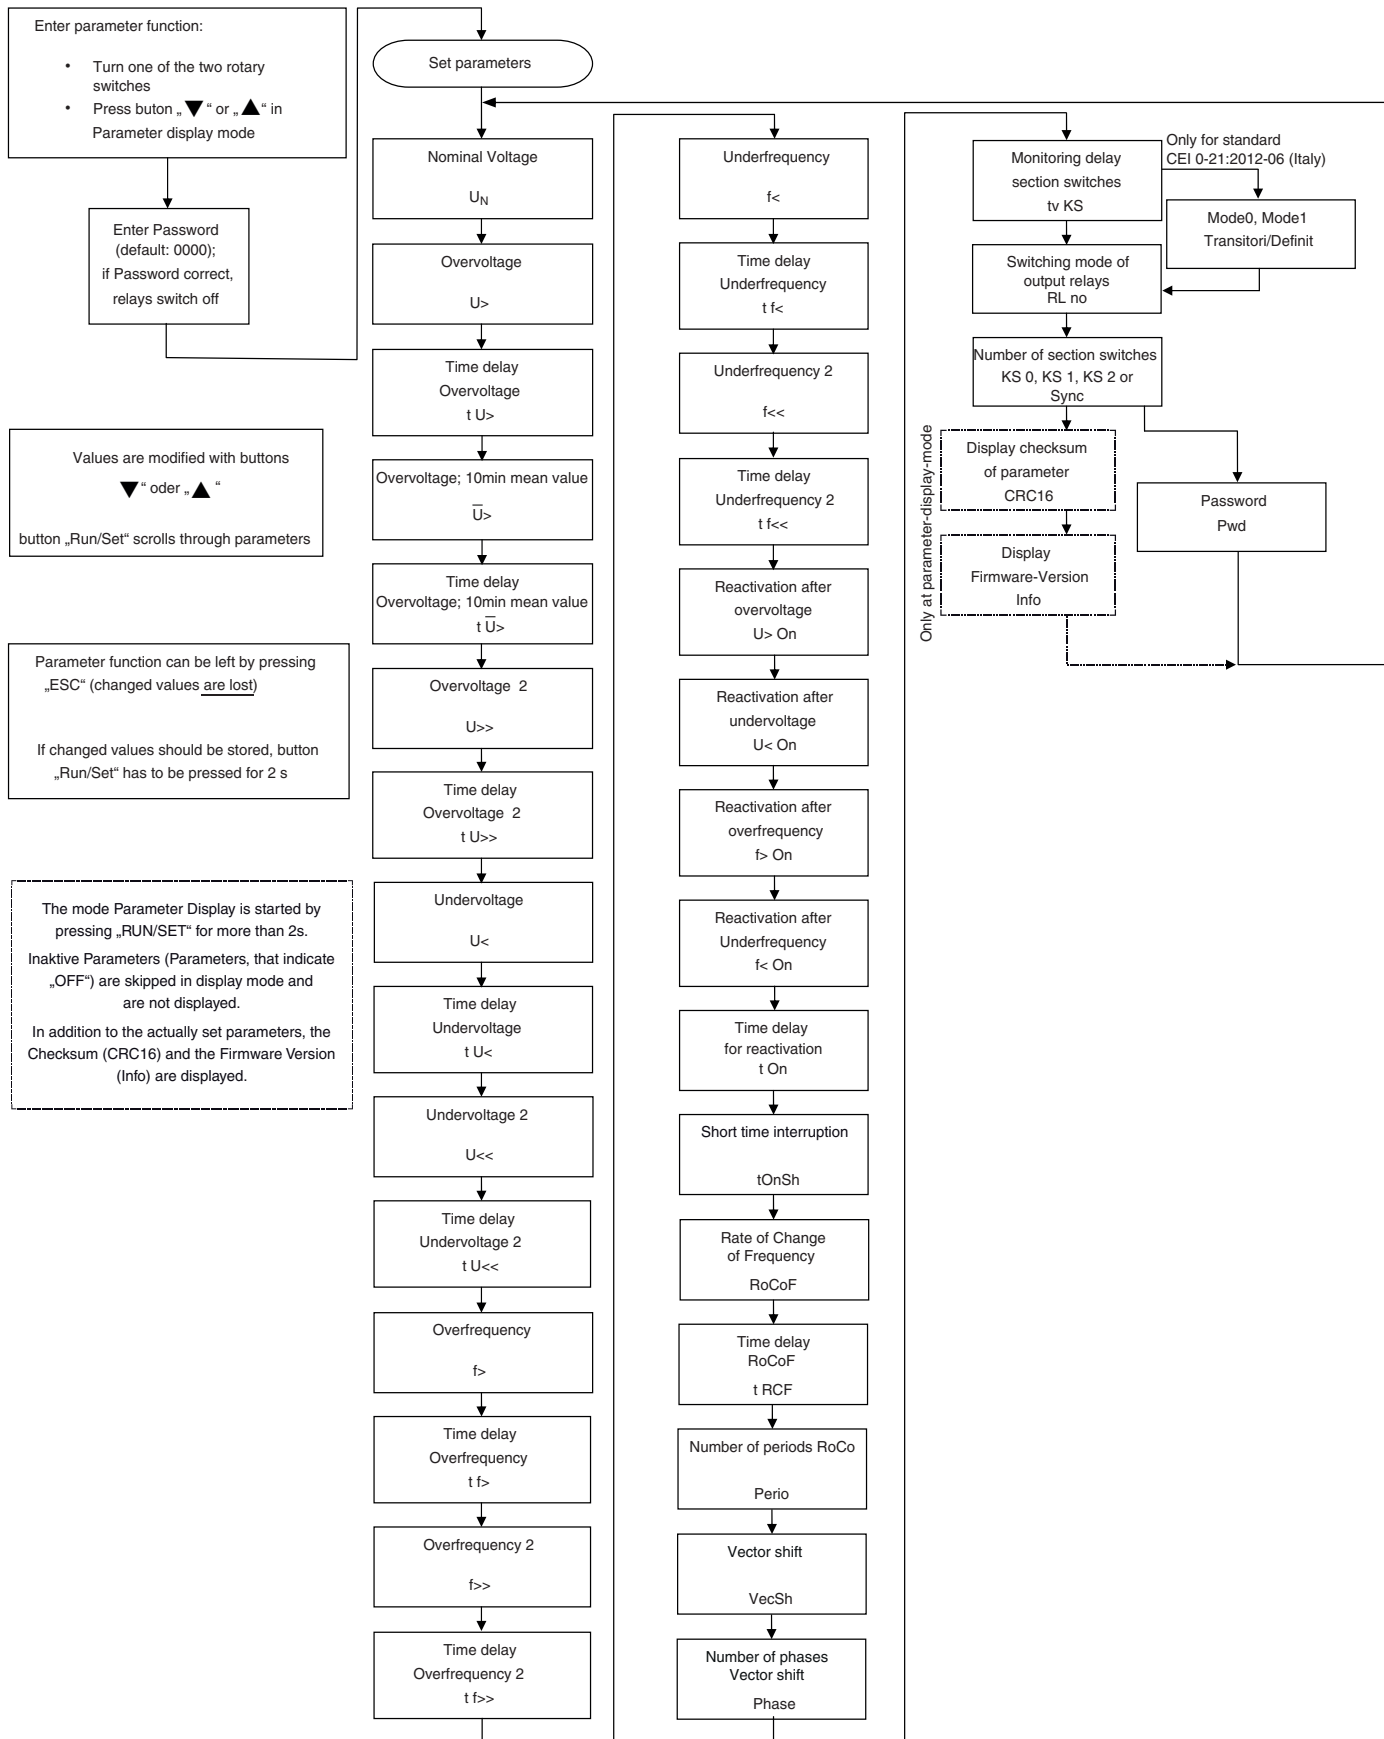 Enter parameter function:
• Turn one of the two rotary
switches
• Press buton „ ▼ “ or „ ▲ “ in
Parameter display mode
Enter Password
(default: 0000);
if Password correct,
relays switch off
Values are modified with buttons
▼ “ oder „ ▲ “
button „Run/Set“ scrolls through parameters
Parameter function can be left by pressing
„ESC“ (changed values are lost)
If changed values should be stored, button
„Run/Set“ has to be pressed for 2 s
The mode Parameter Display is started by
pressing „RUN/SET“ for more than 2s.
Inaktive Parameters (Parameters, that indicate
„OFF“) are skipped in display mode and
are not displayed.
In addition to the actually set parameters, the
Checksum (CRC16) and the Firmware Version
(Info) are displayed.
Set parameters
Nominal Voltage
UN
Overvoltage
U>
Time delay
Overvoltage
t U>
Overvoltage; 10min mean value
U̅>
Time delay
Overvoltage; 10min mean value
t U̅>
Overvoltage 2
U>>
Time delay
Overvoltage 2
t U>>
Undervoltage
U<
Time delay
Undervoltage
t U<
Undervoltage 2
U<<
Time delay
Undervoltage 2
t U<<
Overfrequency
f>
Time delay
Overfrequency
t f>
Overfrequency 2
f>>
Time delay
Overfrequency 2
t f>>
Underfrequency
f<
Time delay
Underfrequency
t f<
Underfrequency 2
f<<
Time delay
Underfrequency 2
t f<<
Reactivation after
overvoltage
U> On
Reactivation after
undervoltage
U< On
Reactivation after
overfrequency
f> On
Reactivation after
Underfrequency
f< On
Time delay
for reactivation
t On
Short time interruption
tOnSh
Rate of Change
of Frequency
RoCoF
Time delay
RoCoF
t RCF
Number of periods RoCo
Perio
Vector shift
VecSh
Number of phases
Vector shift
Phase
Monitoring delay
section switches
tv KS
Only for standard
CEI 0-21:2012-06 (Italy)
Mode0, Mode1
Transitori/Definit
Switching mode of
output relays
RL no
Number of section switches
KS 0, KS 1, KS 2 or
Sync
Only at parameter-display-mode
Display checksum
of parameter
CRC16
Display
Firmware-Version
Info
Password
Pwd